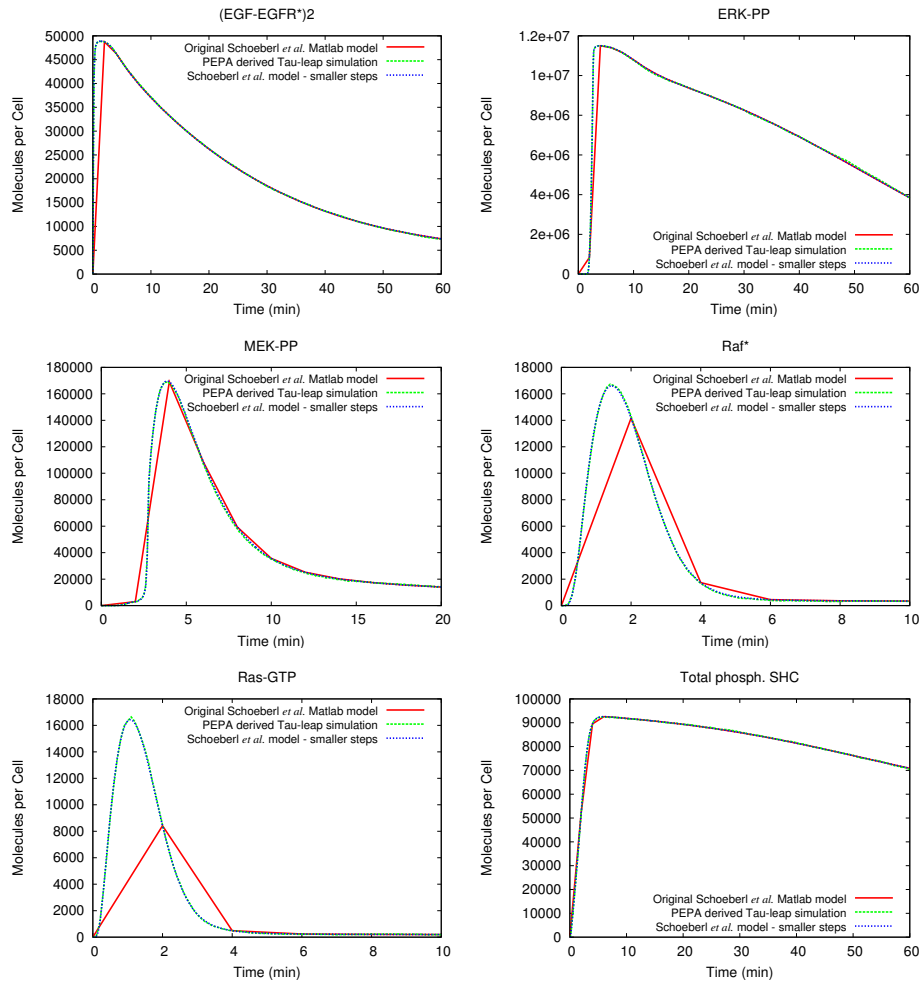 (EGF-EGFR*)2
50000
45000
40000
35000
30000
25000
20000
15000
10000
5000
0
Molecules per Cell
Original Schoeberl et al. Matlab model
PEPA derived Tau-leap simulation
Schoeberl et al. model - smaller steps
0 10 20 30 40 50 60
Time (min)
ERK-PP
1.2e+07
1e+07
8e+06
6e+06
4e+06
2e+06
0
Molecules per Cell
Original Schoeberl et al. Matlab model
PEPA derived Tau-leap simulation
Schoeberl et al. model - smaller steps
0 10 20 30 40 50 60
Time (min)
MEK-PP
180000
160000
140000
120000
100000
80000
60000
40000
20000
0
Molecules per Cell
Original Schoeberl et al. Matlab model
PEPA derived Tau-leap simulation
Schoeberl et al. model - smaller steps
0 5 10 15 20
Time (min)
Raf*
18000
16000
14000
12000
10000
8000
6000
4000
2000
0
Molecules per Cell
Original Schoeberl et al. Matlab model
PEPA derived Tau-leap simulation
Schoeberl et al. model - smaller steps
0 2 4 6 8 10
Time (min)
Ras-GTP
18000
16000
14000
12000
10000
8000
6000
4000
2000
0
Molecules per Cell
Original Schoeberl et al. Matlab model
PEPA derived Tau-leap simulation
Schoeberl et al. model - smaller steps
0 2 4 6 8 10
Time (min)
Total phosph. SHC
100000
90000
80000
70000
60000
50000
40000
30000
20000
10000
0
Molecules per Cell
Original Schoeberl et al. Matlab model
PEPA derived Tau-leap simulation
Schoeberl et al. model - smaller steps
0 10 20 30 40 50 60
Time (min)